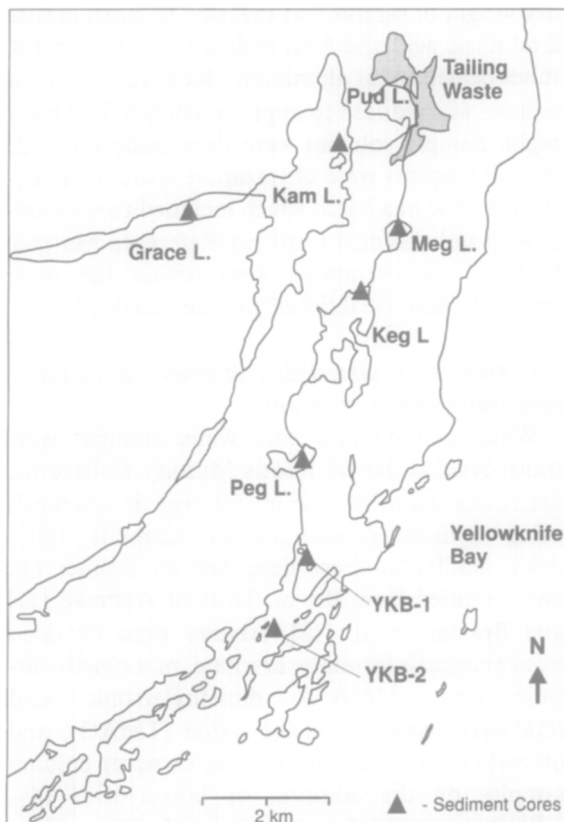 Tailing
Waste
Pud L.
Kam L.
Grace L.
Meg L.
Keg L
Peg L.
Yellowknife
Bay
YKB-1
YKB-2
N
2 km
- Sediment Cores